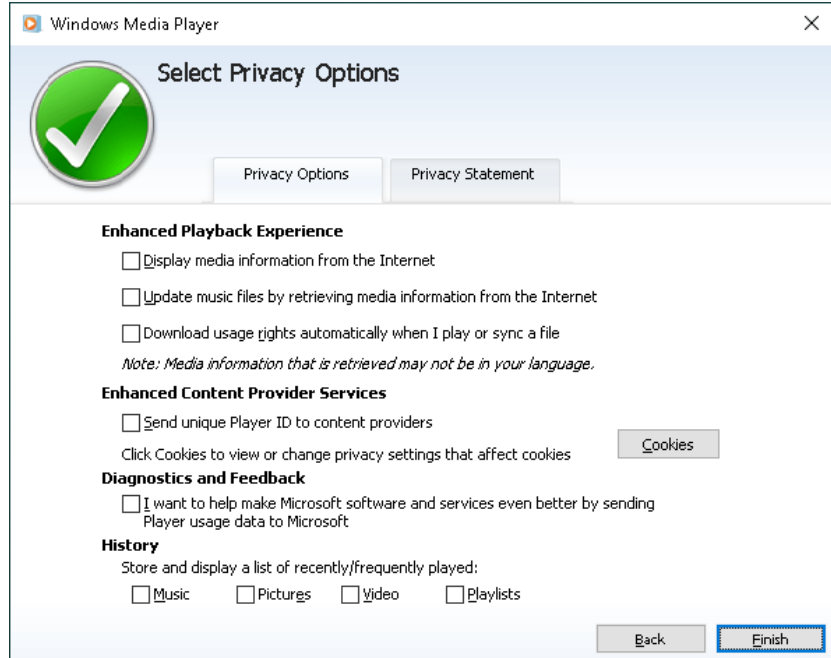 Windows Media Player
Select Privacy Options
Privacy Options
Privacy Statement
Enhanced Playback Experience
Display media information from the Internet
Update music files by retrieving media information from the Internet
Download usage rights automatically when I play or sync a file
Note: Media information that is retrieved may not be in your language.
Enhanced Content Provider Services
Send unique Player ID to content providers
Click Cookies to view or change privacy settings that affect cookies
Cookies
Diagnostics and Feedback
I want to help make Microsoft software and services even better by sending
Player usage data to Microsoft
History
Store and display a list of recently/frequently played:
Music Pictures Video Playlists
Back Finish